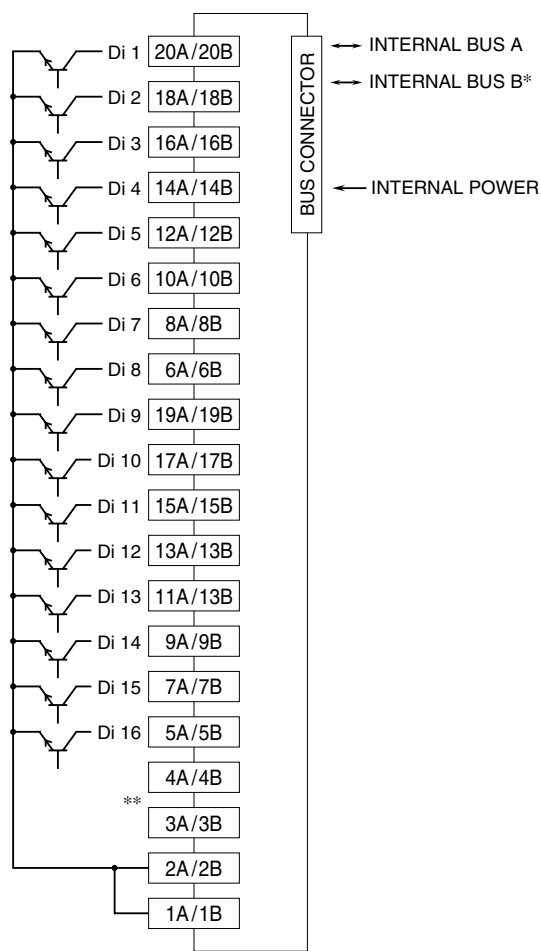 Di 1 20A/20B
Di 2 18A/18B
Di 3 16A/16B
Di 4 14A/14B
Di 5 12A/12B
Di 6 10A/10B
Di 7 8A/8B
Di 8 6A/6B
Di 9 19A/19B
Di 10 17A/17B
Di 11 15A/15B
Di 12 13A/13B
Di 13 11A/13B
Di 14 9A/9B
Di 15 7A/7B
Di 16 5A/5B
4A/4B
**
3A/3B
2A/2B
1A/1B
BUS CONNECTOR
INTERNAL BUS A
INTERNAL BUS B*
INTERNAL POWER